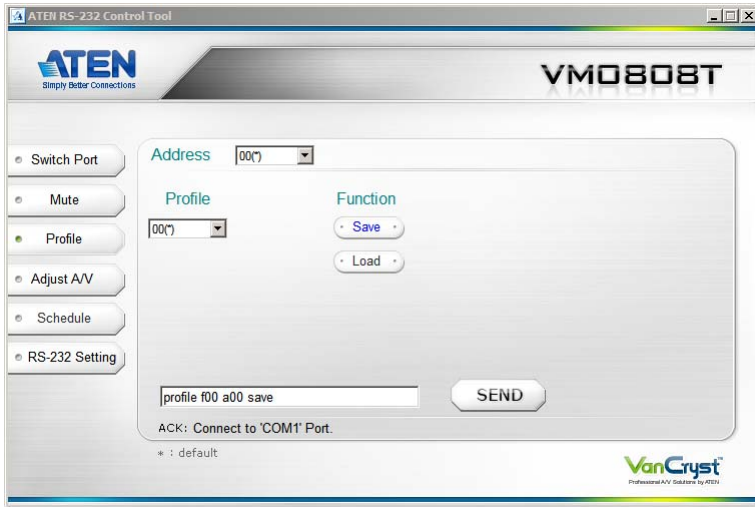 ATEN RS-232 Control Tool
ATEN
Simply Better Connections
VM0808T
Switch Port
Mute
Profile
Adjust A/V
Schedule
RS-232 Setting
Address 00(*)
Profile Function
00(*) Save
Load
profile f00 a00 save SEND
ACK: Connect to 'COM1' Port.
* : default
VanCryst™
Professional A/V Solutions by ATEN